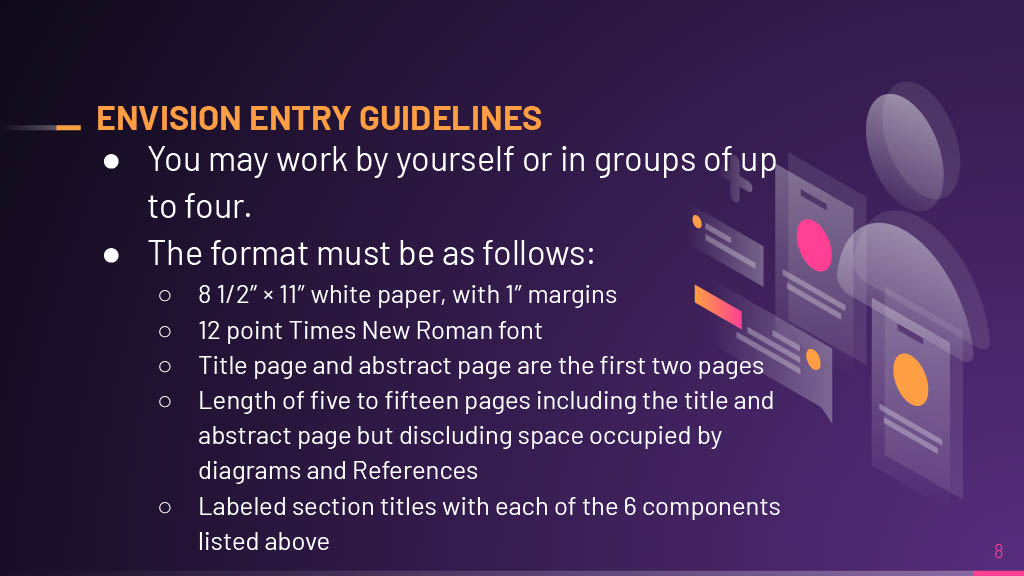 ENVISION ENTRY GUIDELINES
● You may work by yourself or in groups of up
to four.
● The format must be as follows:
○ 8 1/2” × 11” white paper, with 1” margins
○ 12 point Times New Roman font
○ Title page and abstract page are the first two pages
○ Length of five to fifteen pages including the title and
abstract page but discluding space occupied by
diagrams and References
○ Labeled section titles with each of the 6 components
listed above
8